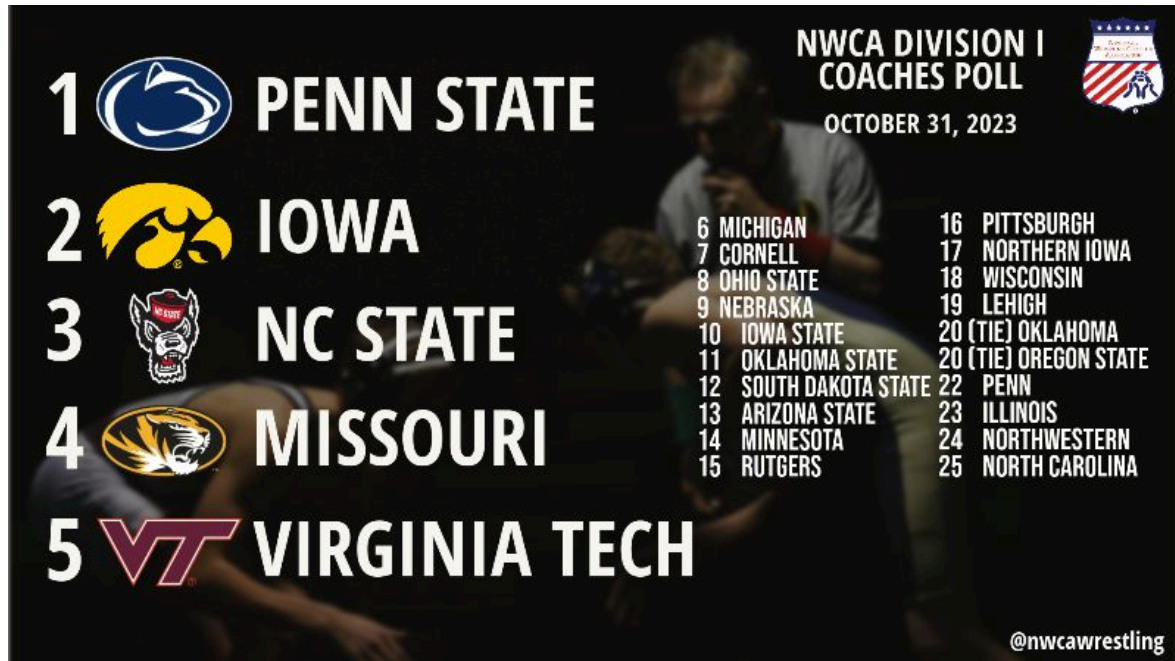 1 PENN STATE
2 IOWA
3 NC STATE
NC STATE
4 MISSOURI
5 VT VIRGINIA TECH
NWCA DIVISION I
COACHES POLL
OCTOBER 31, 2023
6 MICHIGAN
7 CORNELL
8 OHIO STATE
9 NEBRASKA
10 IOWA STATE
11 OKLAHOMA STATE
12 SOUTH DAKOTA STATE
13 ARIZONA STATE
14 MINNESOTA
15 RUTGERS
16 PITTSBURGH
17 NORTHERN IOWA
18 WISCONSIN
19 LEHIGH
20 (TIE) OKLAHOMA
20 (TIE) OREGON STATE
22 PENN
23 ILLINOIS
24 NORTHWESTERN
25 NORTH CAROLINA
@nwcawrestling